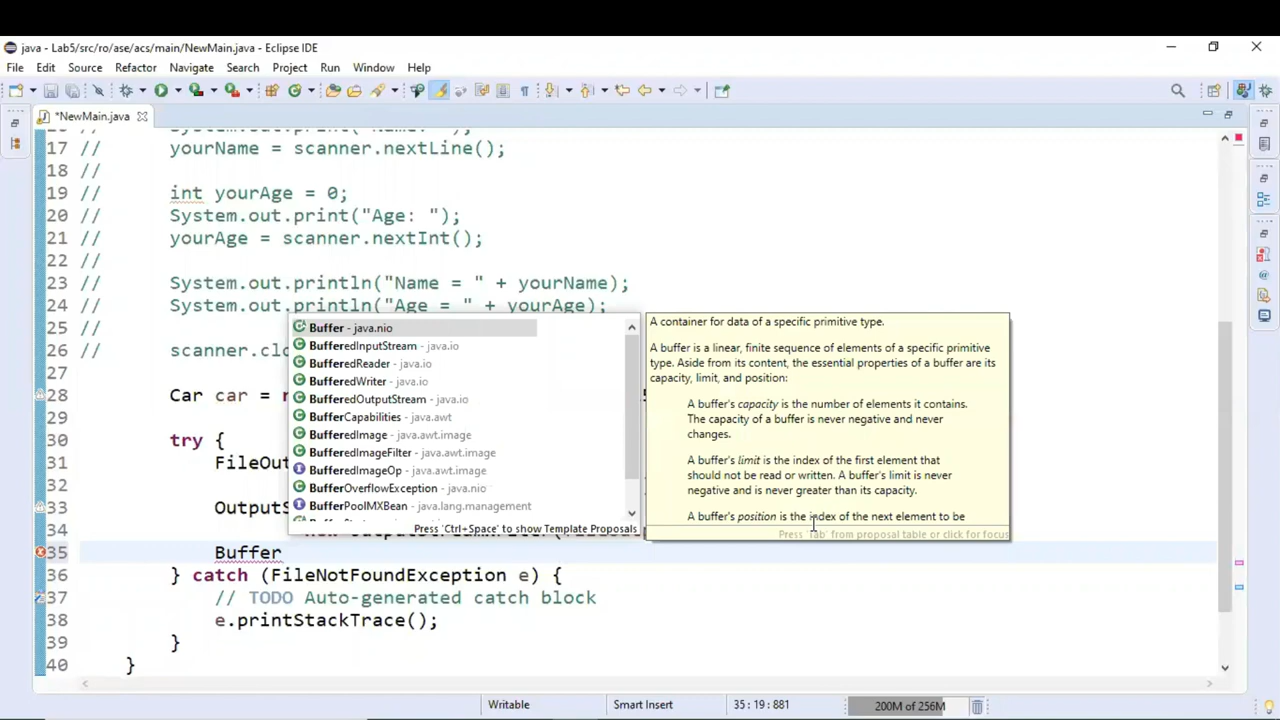 java - Lab5/src/ro/ase/acs/main/NewMain.java - Eclipse IDE
File Edit Source Refactor Navigate Search Project Run Window Help
*NewMain.java
17 // yourName = scanner.nextLine();
18 //
19 // int yourAge = 0;
20 // System.out.print("Age: ");
21 // yourAge = scanner.nextInt();
22 //
23 // System.out.println("Name = " + yourName);
24 // System.out.println("Age = " + yourAge);
25 //
26 // scanner.clo
27
28 Car car = n
29
30 try {
31 FileOut
32
33 OutputS
34
35 Buffer
36 } catch (FileNotFoundException e) {
37 // TODO Auto-generated catch block
38 e.printStackTrace();
39 }
40 }
Buffer - java.nio
BufferedInputStream - java.io
BufferedReader - java.io
BufferedWriter - java.io
BufferedOutputStream - java.io
BufferCapabilities - java.awt
BufferedImage - java.awt.image
BufferedImageFilter - java.awt.image
BufferedImageOp - java.awt.image
BufferOverflowException - java.nio
BufferPoolMXBean - java.lang.management
Press 'Ctrl+Space' to show Template Proposals
A container for data of a specific primitive type.
A buffer is a linear, finite sequence of elements of a specific primitive
type. Aside from its content, the essential properties of a buffer are its
capacity, limit, and position:
A buffer's capacity is the number of elements it contains.
The capacity of a buffer is never negative and never
changes.
A buffer's limit is the index of the first element that
should not be read or written. A buffer's limit is never
negative and is never greater than its capacity.
A buffer's position is the index of the next element to be
Press 'Tab' from proposal table or click for focus
Writable Smart Insert 35 : 19 : 881 200M of 256M